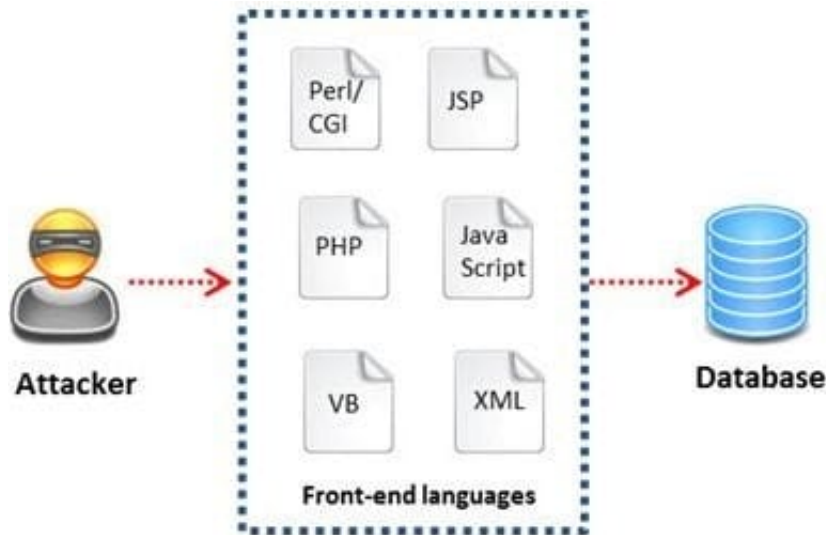 Perl/
CGI
JSP
PHP
Java
Script
Attacker
Database
VB
XML
Front-end languages